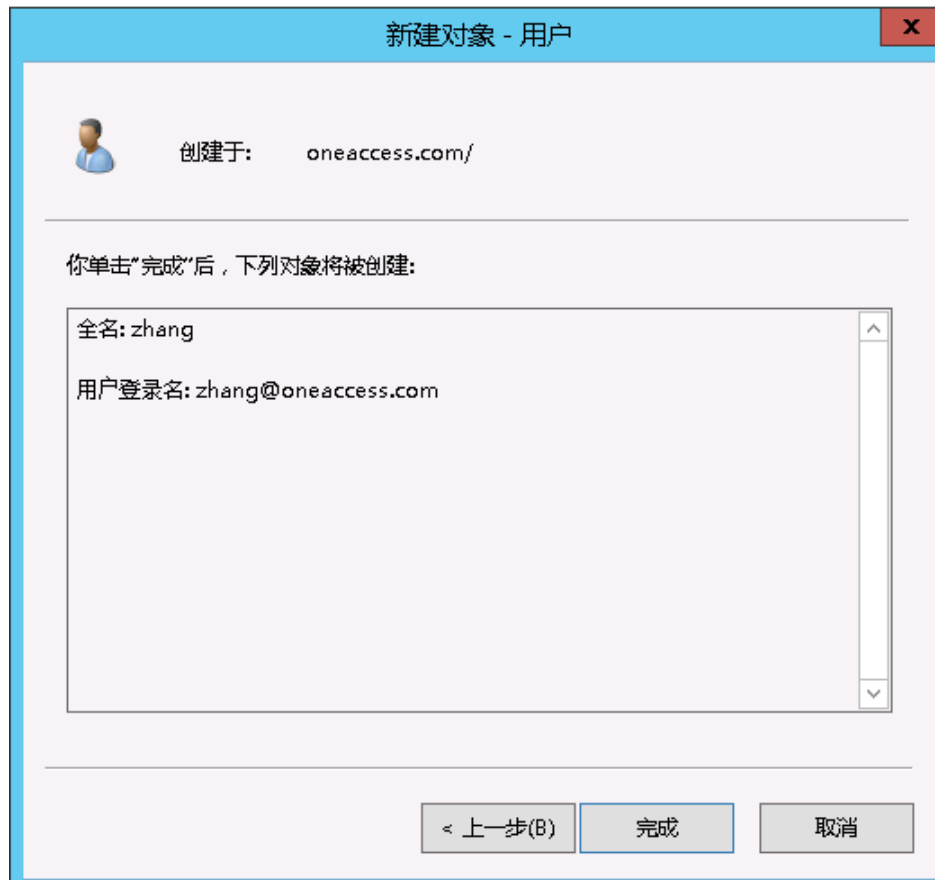 新建对象 - 用户
x
创建于: oneaccess.com/
你单击"完成"后，下列对象将被创建:
全名: zhang
用户登录名: zhang@oneaccess.com
< 上一步(B) 完成 取消